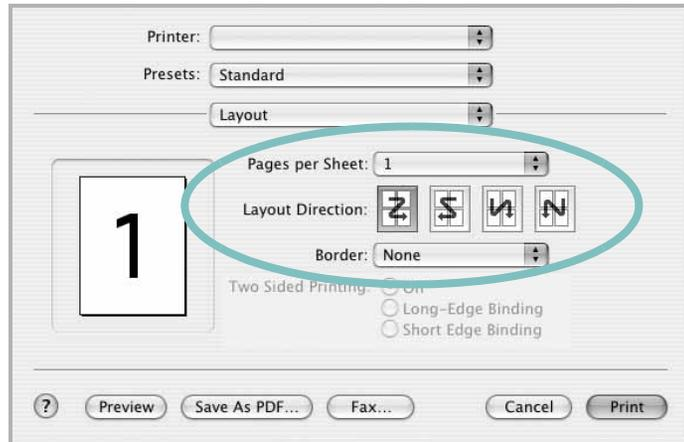 Printer:
Presets: Standard
Layout
Pages per Sheet: 1
Layout Direction:
Border: None
1
Two Sided Printing:
Long-Edge Binding
Short Edge Binding
? Preview Save As PDF... Fax... Cancel Print